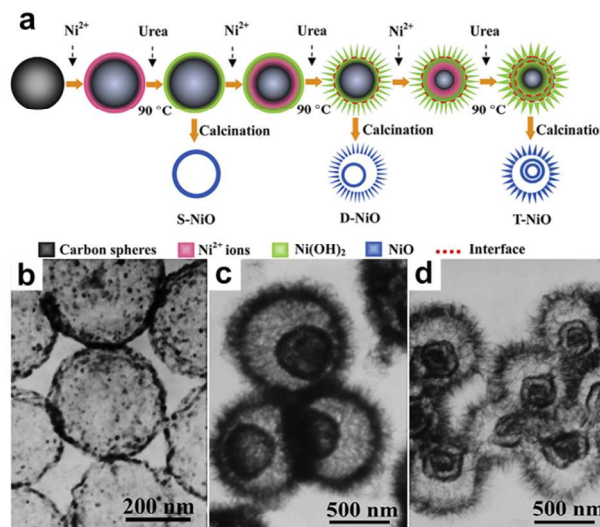 a
Ni²⁺ Urea Ni²⁺ Urea Ni²⁺ Urea
90 °C 90 °C 90 °C
Calcination Calcination Calcination
S-NiO D-NiO T-NiO
Carbon spheres Ni²⁺ ions Ni(OH)₂ NiO Interface
b c d
200 nm 500 nm 500 nm